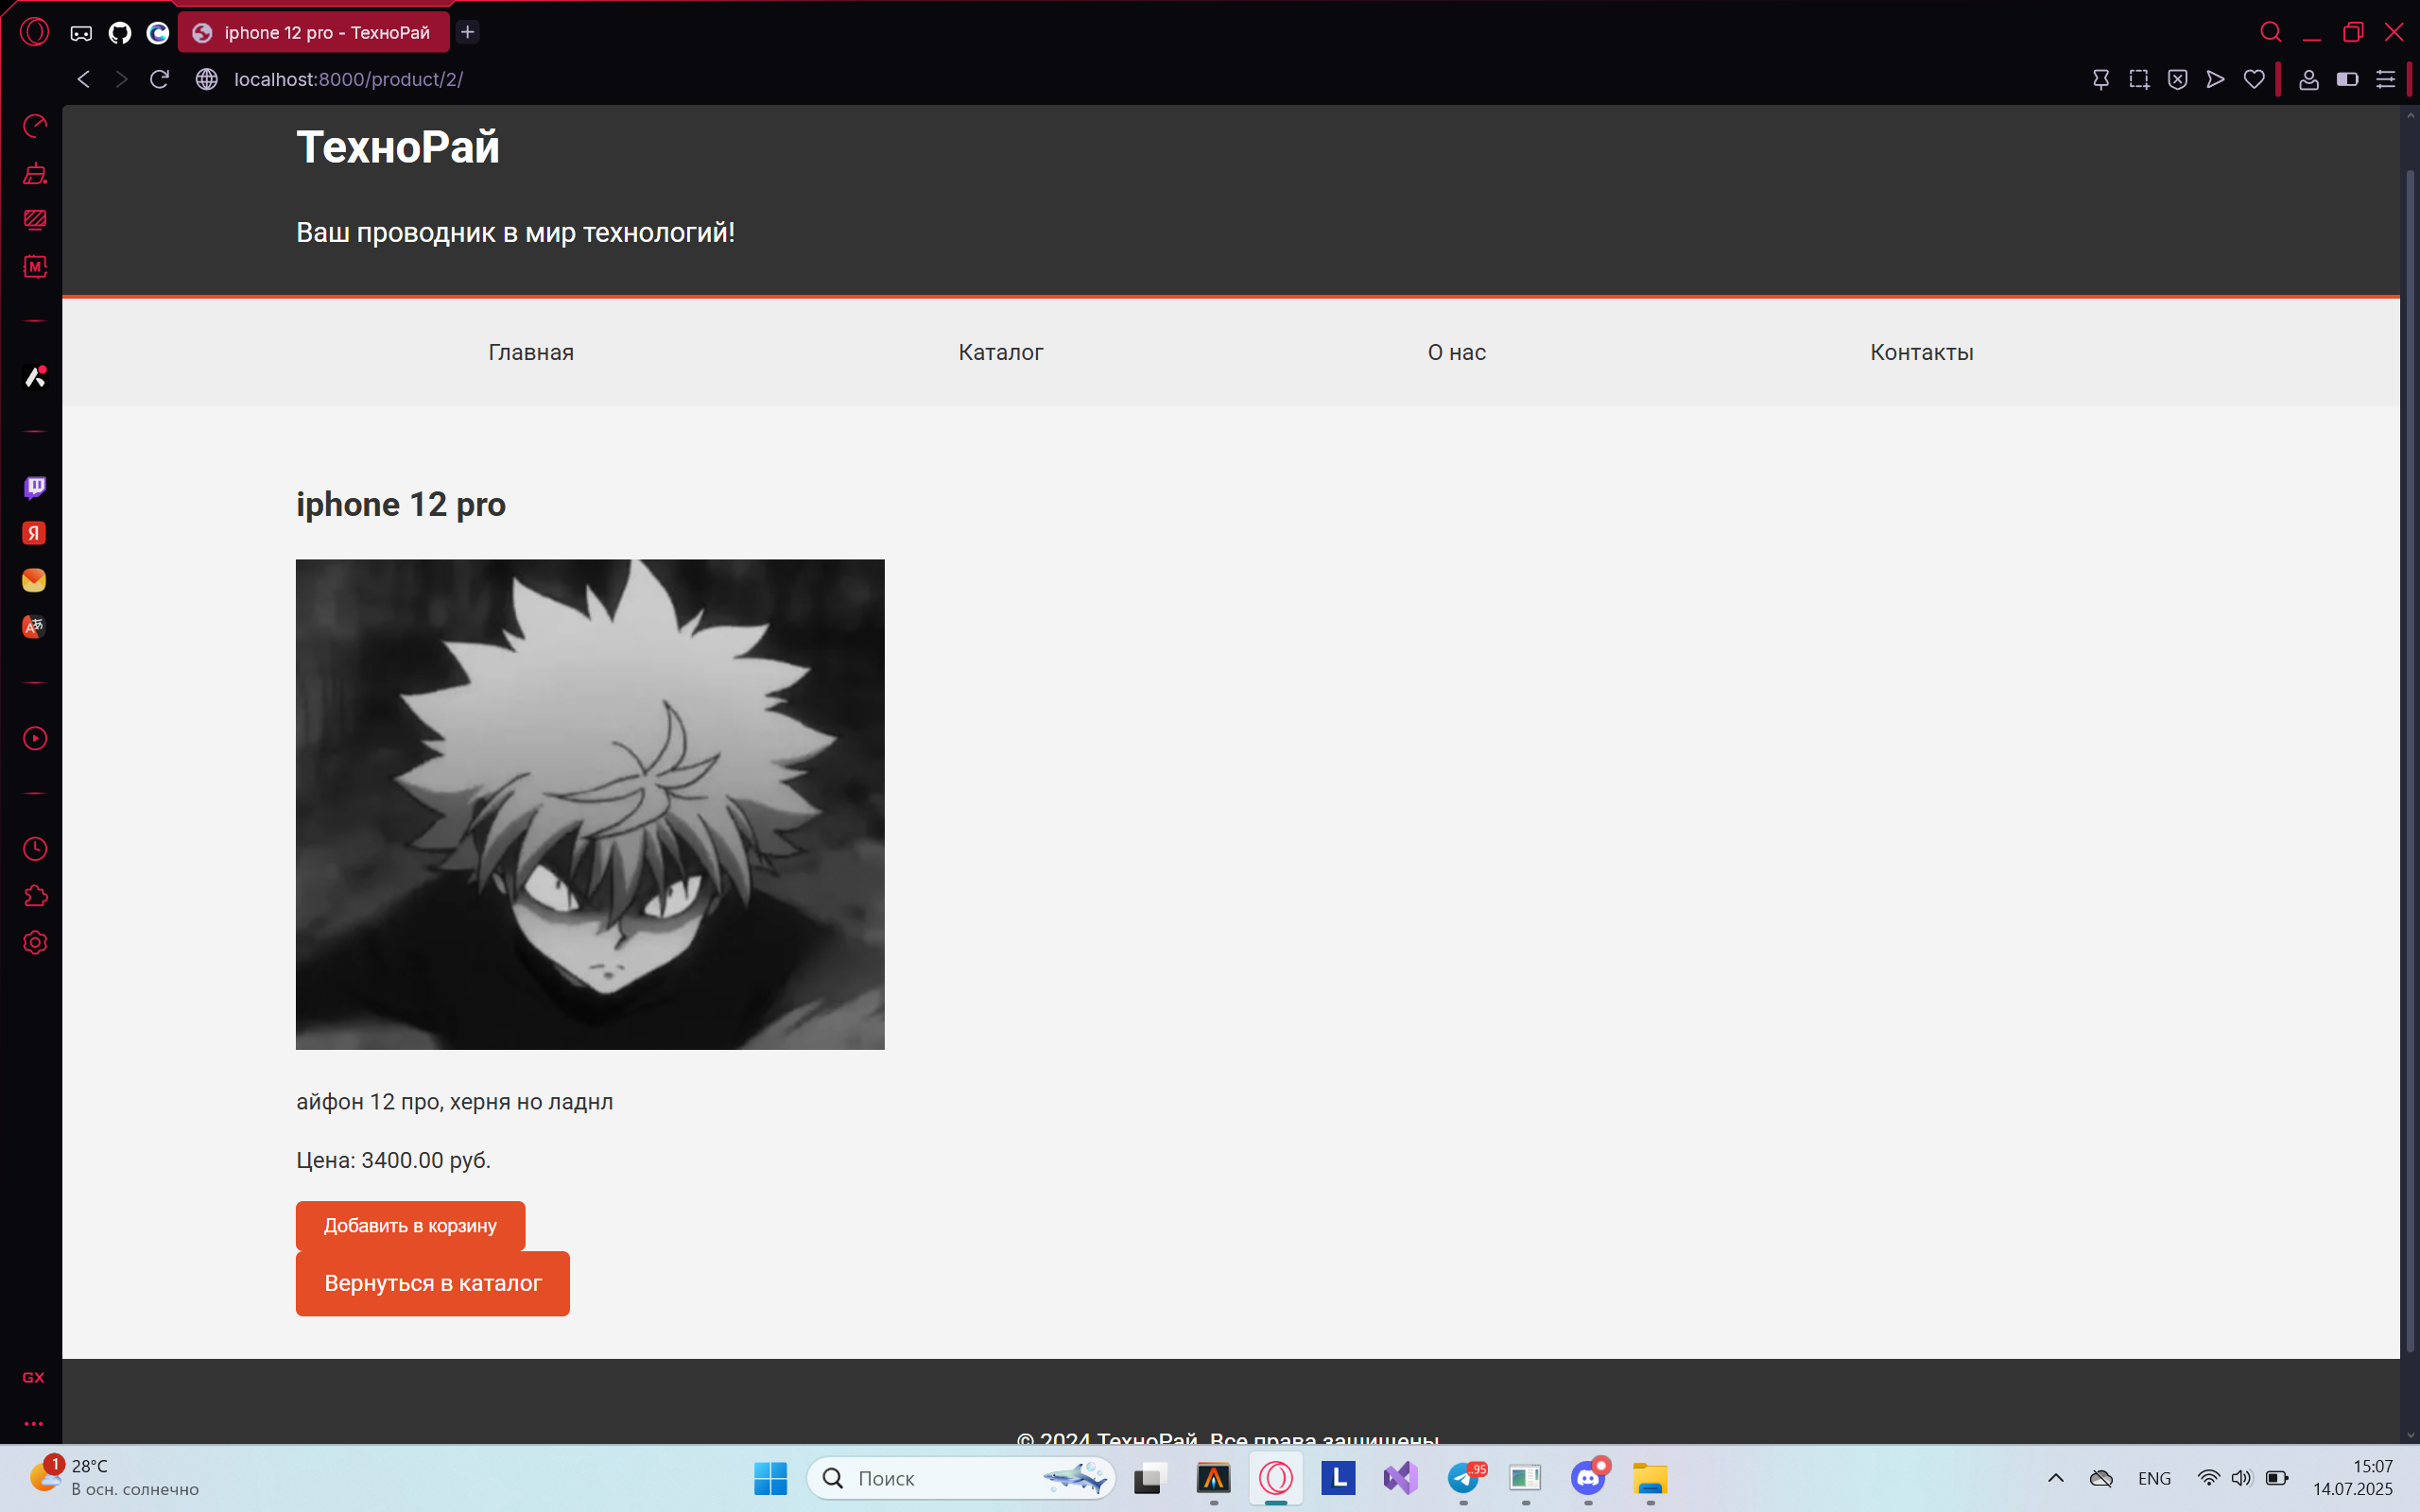 iphone 12 pro - ТехноРай
localhost:8000/product/2/
ТехноРай
Ваш проводник в мир технологий!
Главная
Каталог
О нас
Контакты
iphone 12 pro
айфон 12 про, херня но ладнл
Цена: 3400.00 руб.
Добавить в корзину
Вернуться в каталог
© 2024 ТехноРай. Все права защищены.
M
Я
GX
1
28°C
В осн. солнечно
Поиск
L
.95
ENG
15:07
14.07.2025